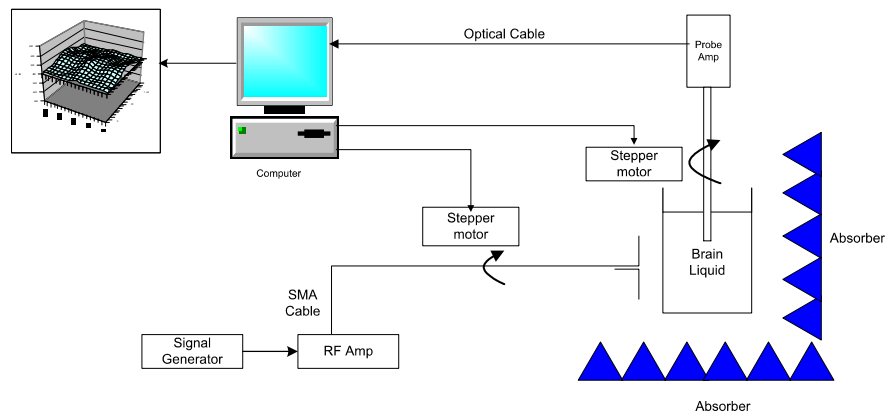 Optical Cable
Probe
Amp
Computer
Stepper
motor
Stepper
motor
Brain
Liquid
Absorber
SMA
Cable
Signal
Generator
RF Amp
Absorber